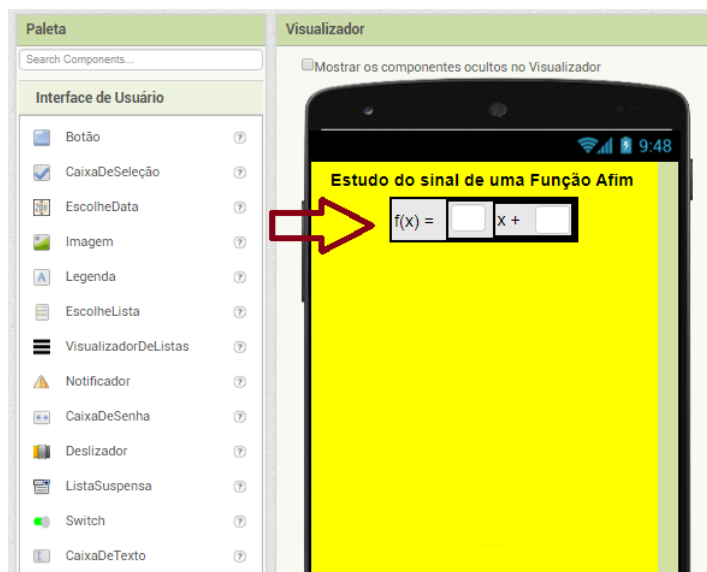 Paleta
Search Components...
Interface de Usuário
Botão
CaixaDeSeleção
EscolheData
Imagem
Legenda
EscolheLista
VisualizadorDeListas
Notificador
CaixaDeSenha
Deslizador
ListaSuspensa
Switch
CaixaDeTexto
Visualizador
Mostrar os componentes ocultos no Visualizador
9:48
Estudo do sinal de uma Função Afim
f(x) = x +